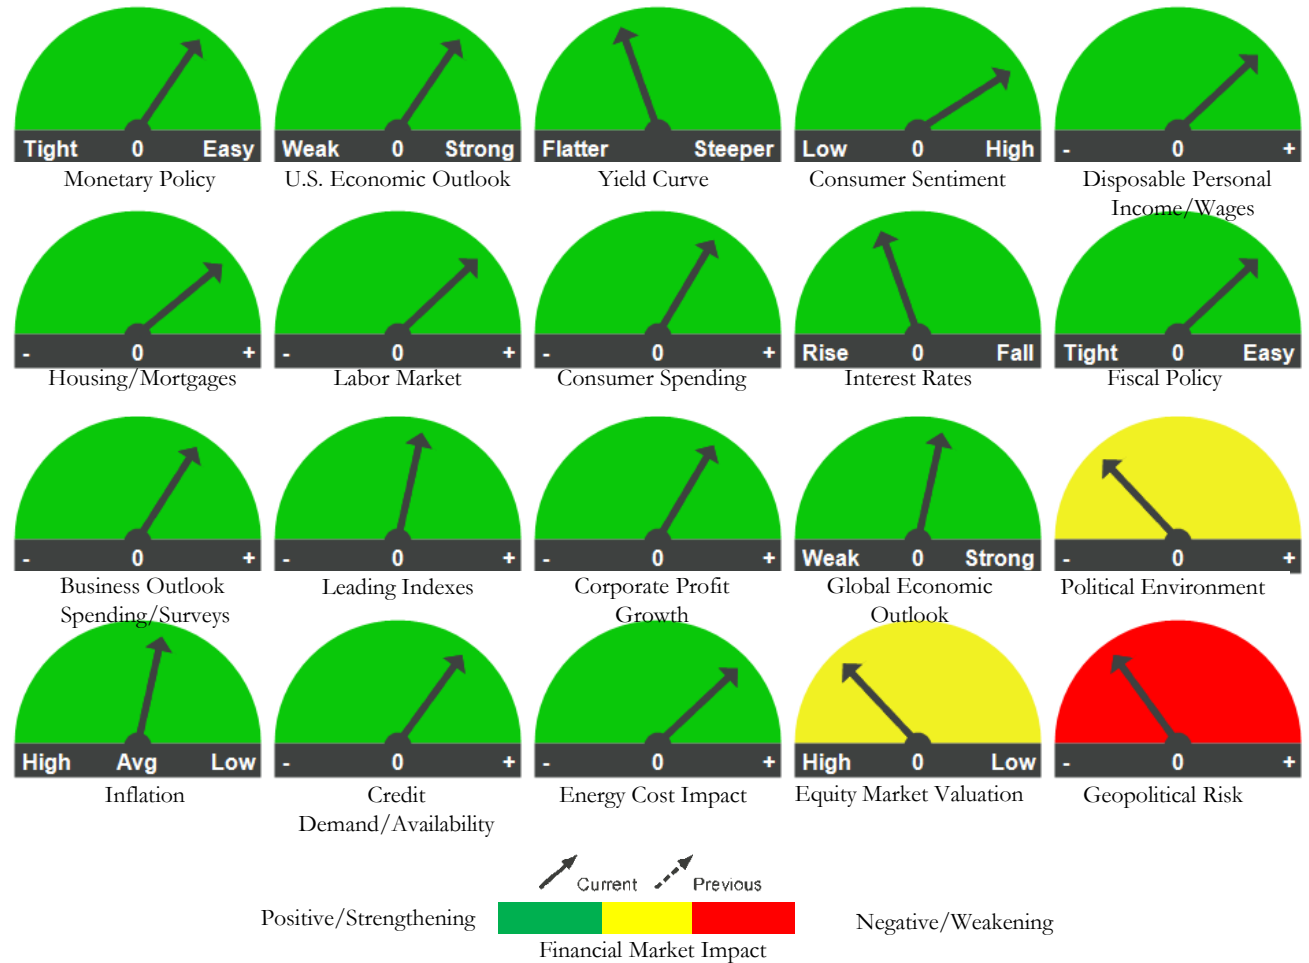 Tight 0 Easy
Monetary Policy
Weak 0 Strong
U.S. Economic Outlook
Flatter Steeper
Yield Curve
Low 0 High
Consumer Sentiment
- 0 +
Disposable Personal
Income/Wages
- 0 +
Housing/Mortgages
- 0 +
Labor Market
- 0 +
Consumer Spending
Rise 0 Fall
Interest Rates
Tight 0 Easy
Fiscal Policy
- 0 +
Business Outlook
Spending/Surveys
- 0 +
Leading Indexes
- 0 +
Corporate Profit
Growth
Weak 0 Strong
Global Economic
Outlook
- 0 +
Political Environment
High Avg Low
Inflation
- 0 +
Credit
Demand/Availability
- 0 +
Energy Cost Impact
High 0 Low
Equity Market Valuation
- 0 +
Geopolitical Risk
Current Previous
Positive/Strengthening
Negative/Weakening
Financial Market Impact